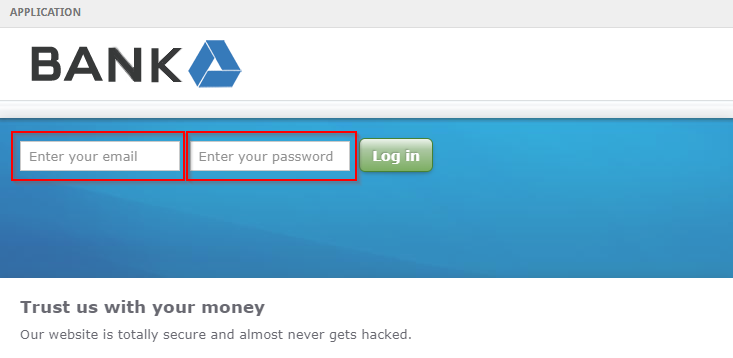 APPLICATION
BANK
Enter your email
Enter your password
Log in
Trust us with your money
Our website is totally secure and almost never gets hacked.